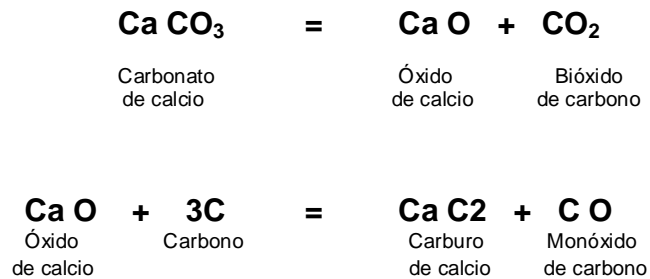 Ca CO₃ = Ca O + CO₂
Carbonato Óxido Bióxido
de calcio de calcio de carbono
Ca O + 3C = Ca C2 + C O
Óxido Carbono Carburo Monóxido
de calcio de calcio de carbono